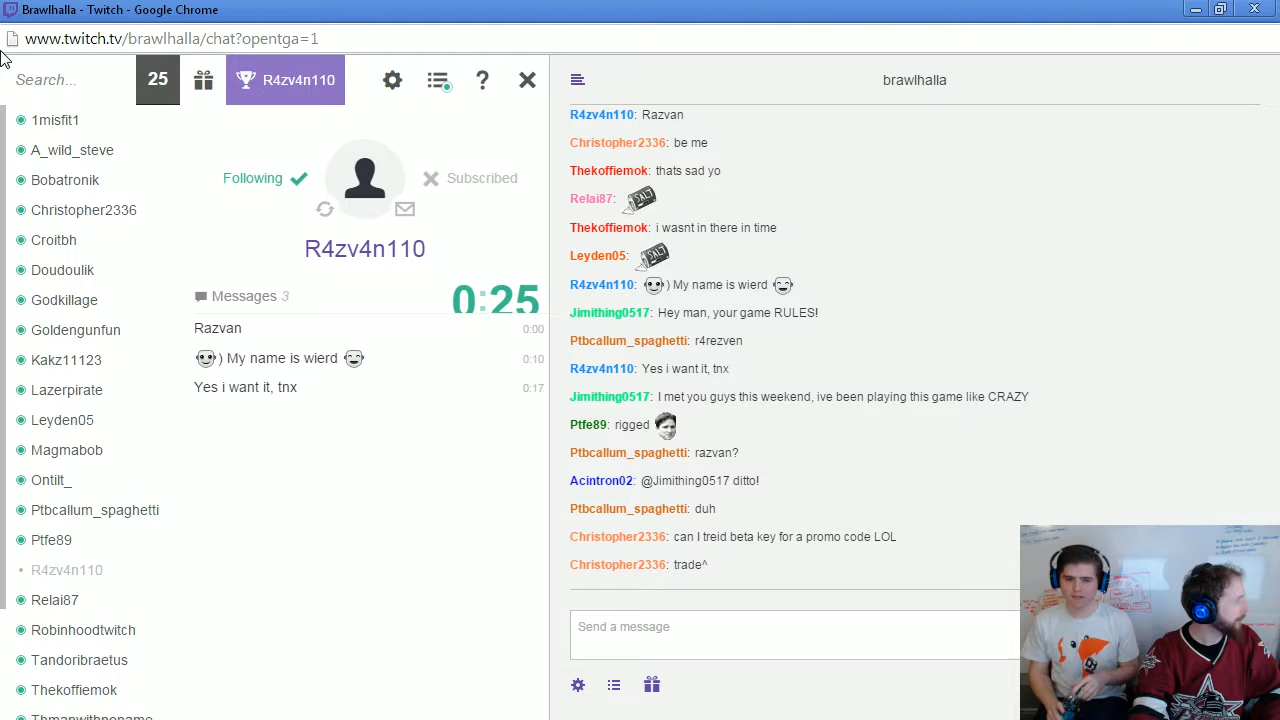 Brawlhalla - Twitch - Google Chrome
www.twitch.tv/brawlhalla/chat?opentga=1
Search...
25
R4zv4n110
?
1misfit1
A_wild_steve
Bobatronik
Christopher2336
Croitbh
Doudoulik
Godkillage
Goldengunfun
Kakz11123
Lazerpirate
Leyden05
Magmabob
Ontilt_
Ptbcallum_spaghetti
Ptfe89
R4zv4n110
Relai87
Robinhoodtwitch
Tandoribraetus
Thekoffiemok
Thmanwithnoname
Following
Subscribed
R4zv4n110
Messages 3
0:25
Razvan 0:00
) My name is wierd 0:10
Yes i want it, tnx 0:17
brawlhalla
R4zv4n110: Razvan
Christopher2336: be me
Thekoffiemok: thats sad yo
Relai87: SALT
Thekoffiemok: i wasnt in there in time
Leyden05: SALT
R4zv4n110: ) My name is wierd
Jimithing0517: Hey man, your game RULES!
Ptbcallum_spaghetti: r4rezven
R4zv4n110: Yes i want it, tnx
Jimithing0517: I met you guys this weekend, ive been playing this game like CRAZY
Ptfe89: rigged
Ptbcallum_spaghetti: razvan?
Acintron02: @Jimithing0517 ditto!
Ptbcallum_spaghetti: duh
Christopher2336: can I treid beta key for a promo code LOL
Christopher2336: trade^
Send a message